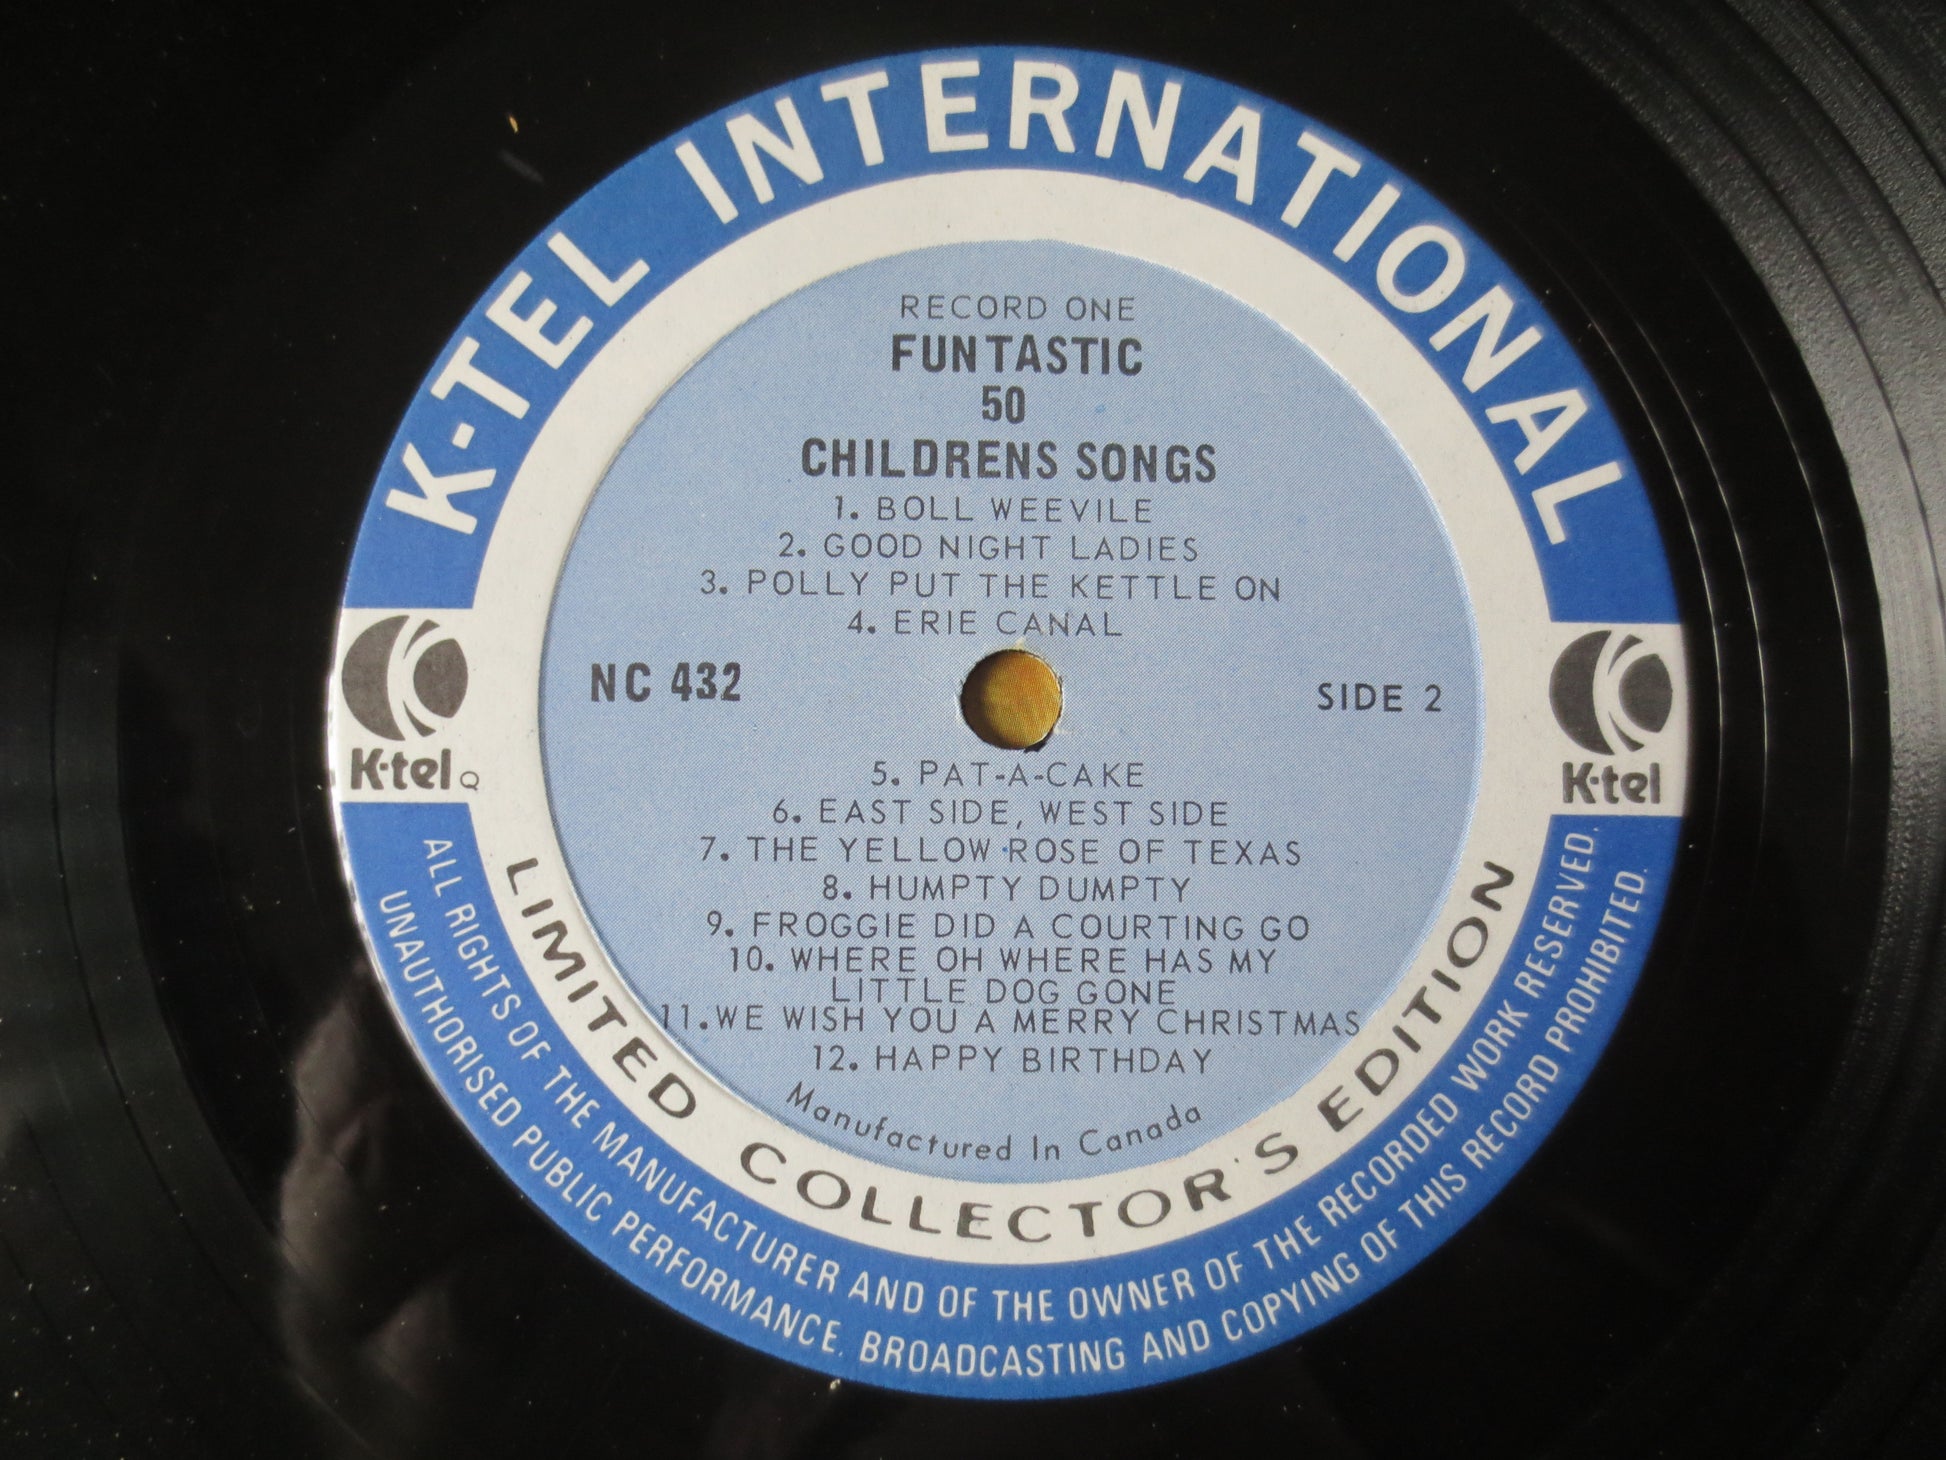 K-TEL INTERNATIONAL
RECORD ONE
FUNTASTIC
50
CHILDRENS SONGS
1. BOLL WEEVILE
2. GOOD NIGHT LADIES
3. POLLY PUT THE KETTLE ON
4. ERIE CANAL
NC 432
SIDE 2
K-tel Q
K-tel
5. PAT-A-CAKE
6. EAST SIDE, WEST SIDE
7. THE YELLOW ROSE OF TEXAS
8. HUMPTY DUMPTY
9. FROGGIE DID A COURTING GO
10. WHERE OH WHERE HAS MY
LITTLE DOG GONE
11. WE WISH YOU A MERRY CHRISTMAS
12. HAPPY BIRTHDAY
Manufactured In Canada
LIMITED COLLECTOR'S EDITION
ALL RIGHTS OF THE MANUFACTURER AND OF THE OWNER OF THE RECORDED WORK RESERVED.
UNAUTHORISED PUBLIC PERFORMANCE. BROADCASTING AND COPYING OF THIS RECORD PROHIBITED.